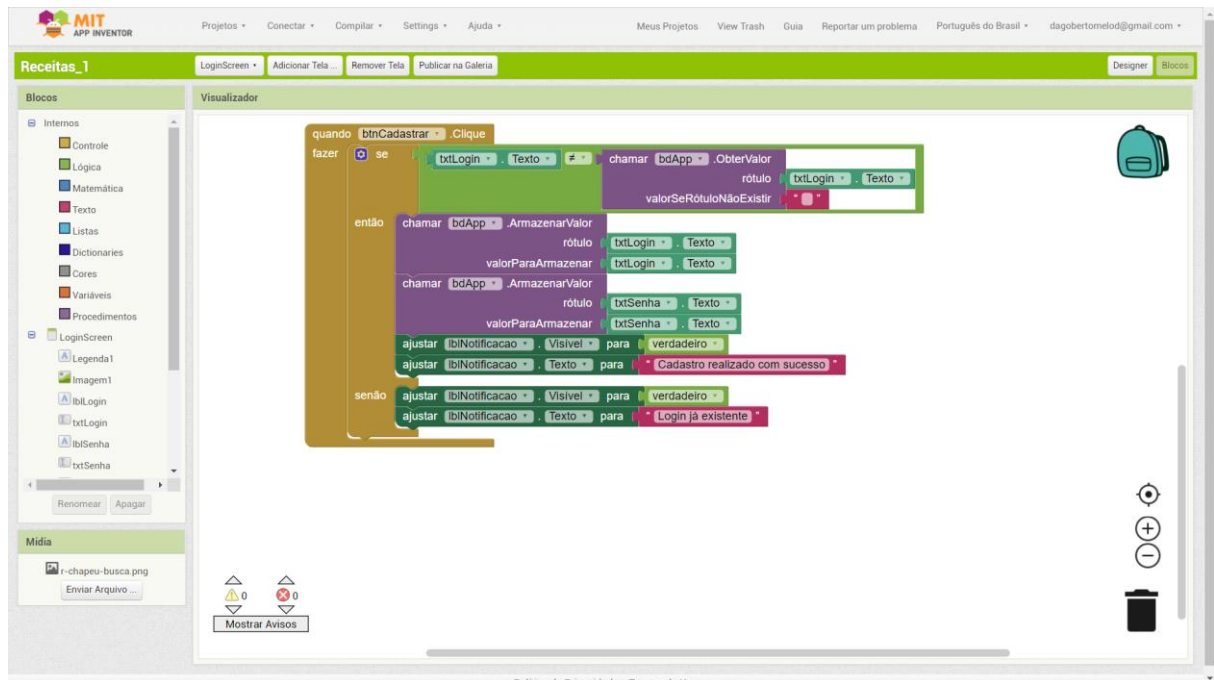 MIT
APP INVENTOR
Projetos Conectar Compilar Settings Ajuda Meus Projetos View Trash Guia Reportar um problema Português do Brasil dagobertomelod@gmail.com
Receitas_1 LoginScreen Adicionar Tela ... Remover Tela Publicar na Galeria Designer Blocos
Blocos
Internos
Controle
Lógica
Matemática
Texto
Listas
Dictionaries
Cores
Variáveis
Procedimentos
LoginScreen
Legenda1
Imagem1
lblLogin
txtLogin
lblSenha
txtSenha
Renomear Apagar
Mídia
r-chapeu-busca.png
Enviar Arquivo ...
Visualizador
quando btnCadastrar .Clique
fazer se txtLogin . Texto ≠ chamar bdApp .ObterValor
rótulo txtLogin . Texto
valorSeRótuloNãoExistir " "
então chamar bdApp .ArmazenarValor
rótulo txtLogin . Texto
valorParaArmazenar txtLogin . Texto
chamar bdApp .ArmazenarValor
rótulo txtSenha . Texto
valorParaArmazenar txtSenha . Texto
ajustar lblNotificacao . Visível para verdadeiro
ajustar lblNotificacao . Texto para " Cadastro realizado com sucesso "
senão ajustar lblNotificacao . Visível para verdadeiro
ajustar lblNotificacao . Texto para " Login já existente "
0 0
Mostrar Avisos